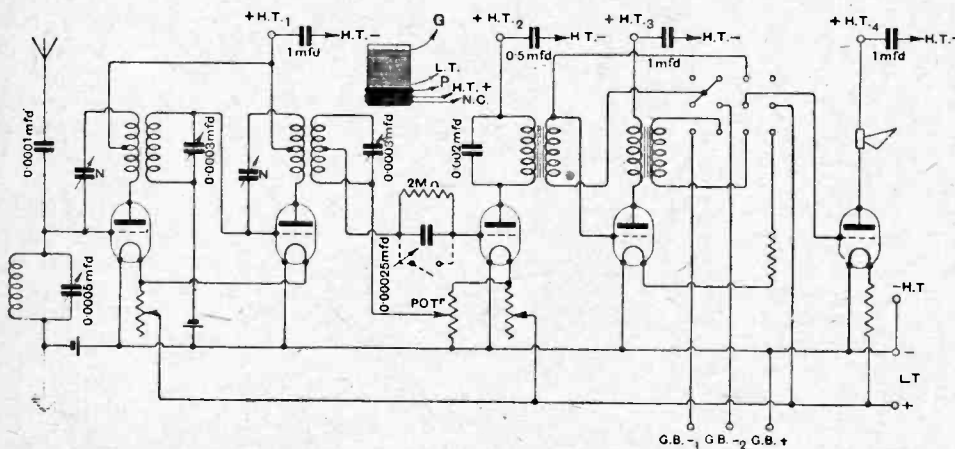 + H.T.₁
1mfd
H.T.-
G
L.T.
P
H.T. +
N.C.
+ H.T.₂
0·5mfd
H.T.-
+ H.T.₃
1mfd
H.T.-
+ H.T.₄
1mfd
H.T.-
0·0001mfd
N
0·0003mfd
N
0·0003mfd
0·002mfd
2MΩ
0·00025mfd
0·0005mfd
POTR
-H.T
-
L.T
+
G.B.-₁
G.B.-₂
G.B.+